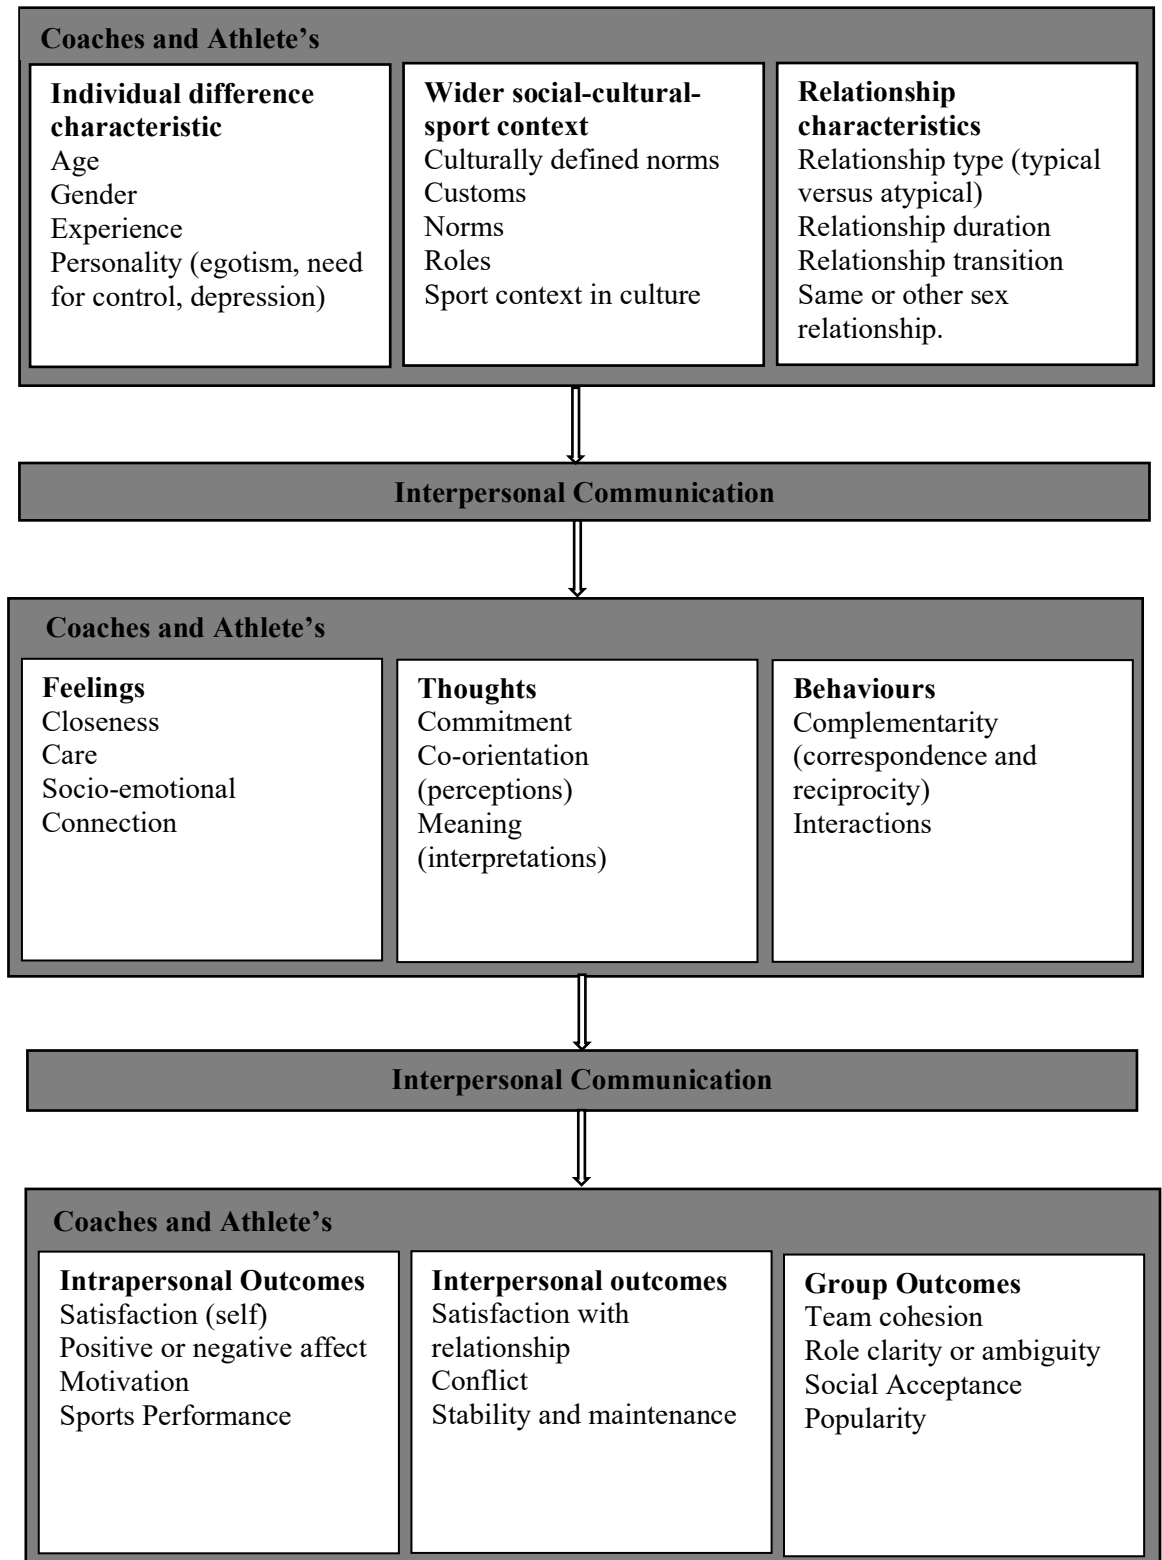 Coaches and Athlete's
Individual difference
characteristic
Age
Gender
Experience
Personality (egotism, need
for control, depression)
Wider social-cultural-
sport context
Culturally defined norms
Customs
Norms
Roles
Sport context in culture
Relationship
characteristics
Relationship type (typical
versus atypical)
Relationship duration
Relationship transition
Same or other sex
relationship.
Interpersonal Communication
Coaches and Athlete's
Feelings
Closeness
Care
Socio-emotional
Connection
Thoughts
Commitment
Co-orientation
(perceptions)
Meaning
(interpretations)
Behaviours
Complementarity
(correspondence and
reciprocity)
Interactions
Interpersonal Communication
Coaches and Athlete's
Intrapersonal Outcomes
Satisfaction (self)
Positive or negative affect
Motivation
Sports Performance
Interpersonal outcomes
Satisfaction with
relationship
Conflict
Stability and maintenance
Group Outcomes
Team cohesion
Role clarity or ambiguity
Social Acceptance
Popularity